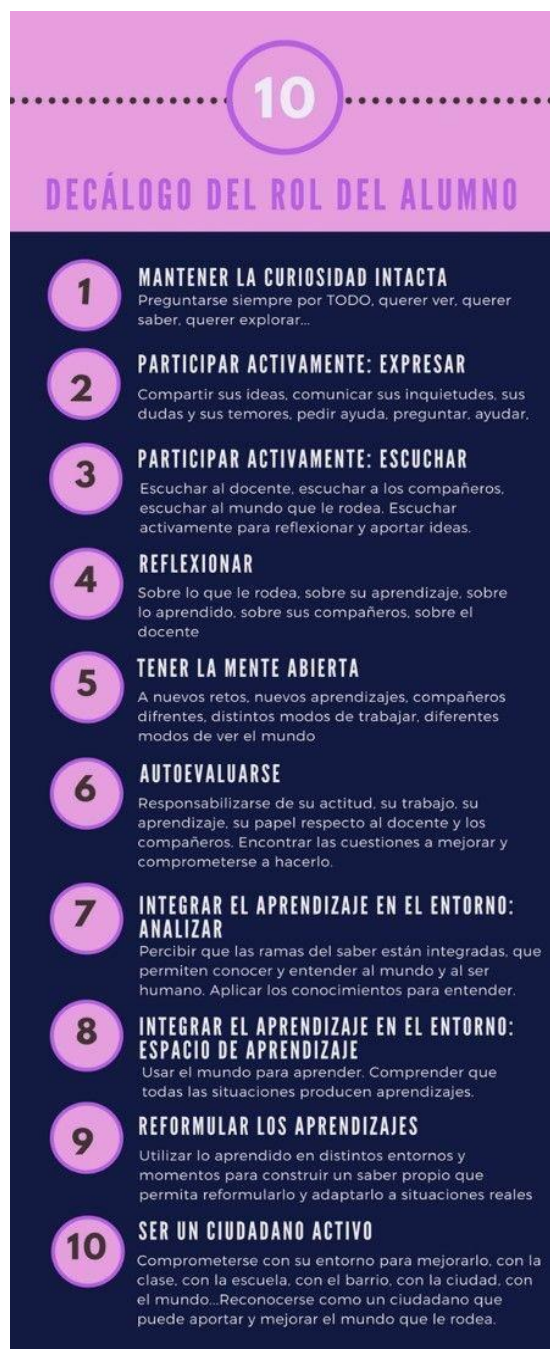 10
DECÁLOGO DEL ROL DEL ALUMNO
1
MANTENER LA CURIOSIDAD INTACTA
Preguntarse siempre por TODO, querer ver, querer
saber, querer explorar...
2
PARTICIPAR ACTIVAMENTE: EXPRESAR
Compartir sus ideas, comunicar sus inquietudes, sus
dudas y sus temores, pedir ayuda, preguntar, ayudar,
3
PARTICIPAR ACTIVAMENTE: ESCUCHAR
Escuchar al docente, escuchar a los compañeros,
escuchar al mundo que le rodea. Escuchar
activamente para reflexionar y aportar ideas.
4
REFLEXIONAR
Sobre lo que le rodea, sobre su aprendizaje, sobre
lo aprendido, sobre sus compañeros, sobre el
docente
5
TENER LA MENTE ABIERTA
A nuevos retos, nuevos aprendizajes, compañeros
difrentes, distintos modos de trabajar, diferentes
modos de ver el mundo
6
AUTOEVALUARSE
Responsabilizarse de su actitud, su trabajo, su
aprendizaje, su papel respecto al docente y los
compañeros. Encontrar las cuestiones a mejorar y
comprometerse a hacerlo.
7
INTEGRAR EL APRENDIZAJE EN EL ENTORNO:
ANALIZAR
Percibir que las ramas del saber están integradas, que
permiten conocer y entender al mundo y al ser
humano. Aplicar los conocimientos para entender.
8
INTEGRAR EL APRENDIZAJE EN EL ENTORNO:
ESPACIO DE APRENDIZAJE
Usar el mundo para aprender. Comprender que
todas las situaciones producen aprendizajes.
9
REFORMULAR LOS APRENDIZAJES
Utilizar lo aprendido en distintos entornos y
momentos para construir un saber propio que
permita reformularlo y adaptarlo a situaciones reales
10
SER UN CIUDADANO ACTIVO
Comprometerse con su entorno para mejorarlo, con la
clase, con la escuela, con el barrio, con la ciudad, con
el mundo...Reconocerse como un ciudadano que
puede aportar y mejorar el mundo que le rodea.